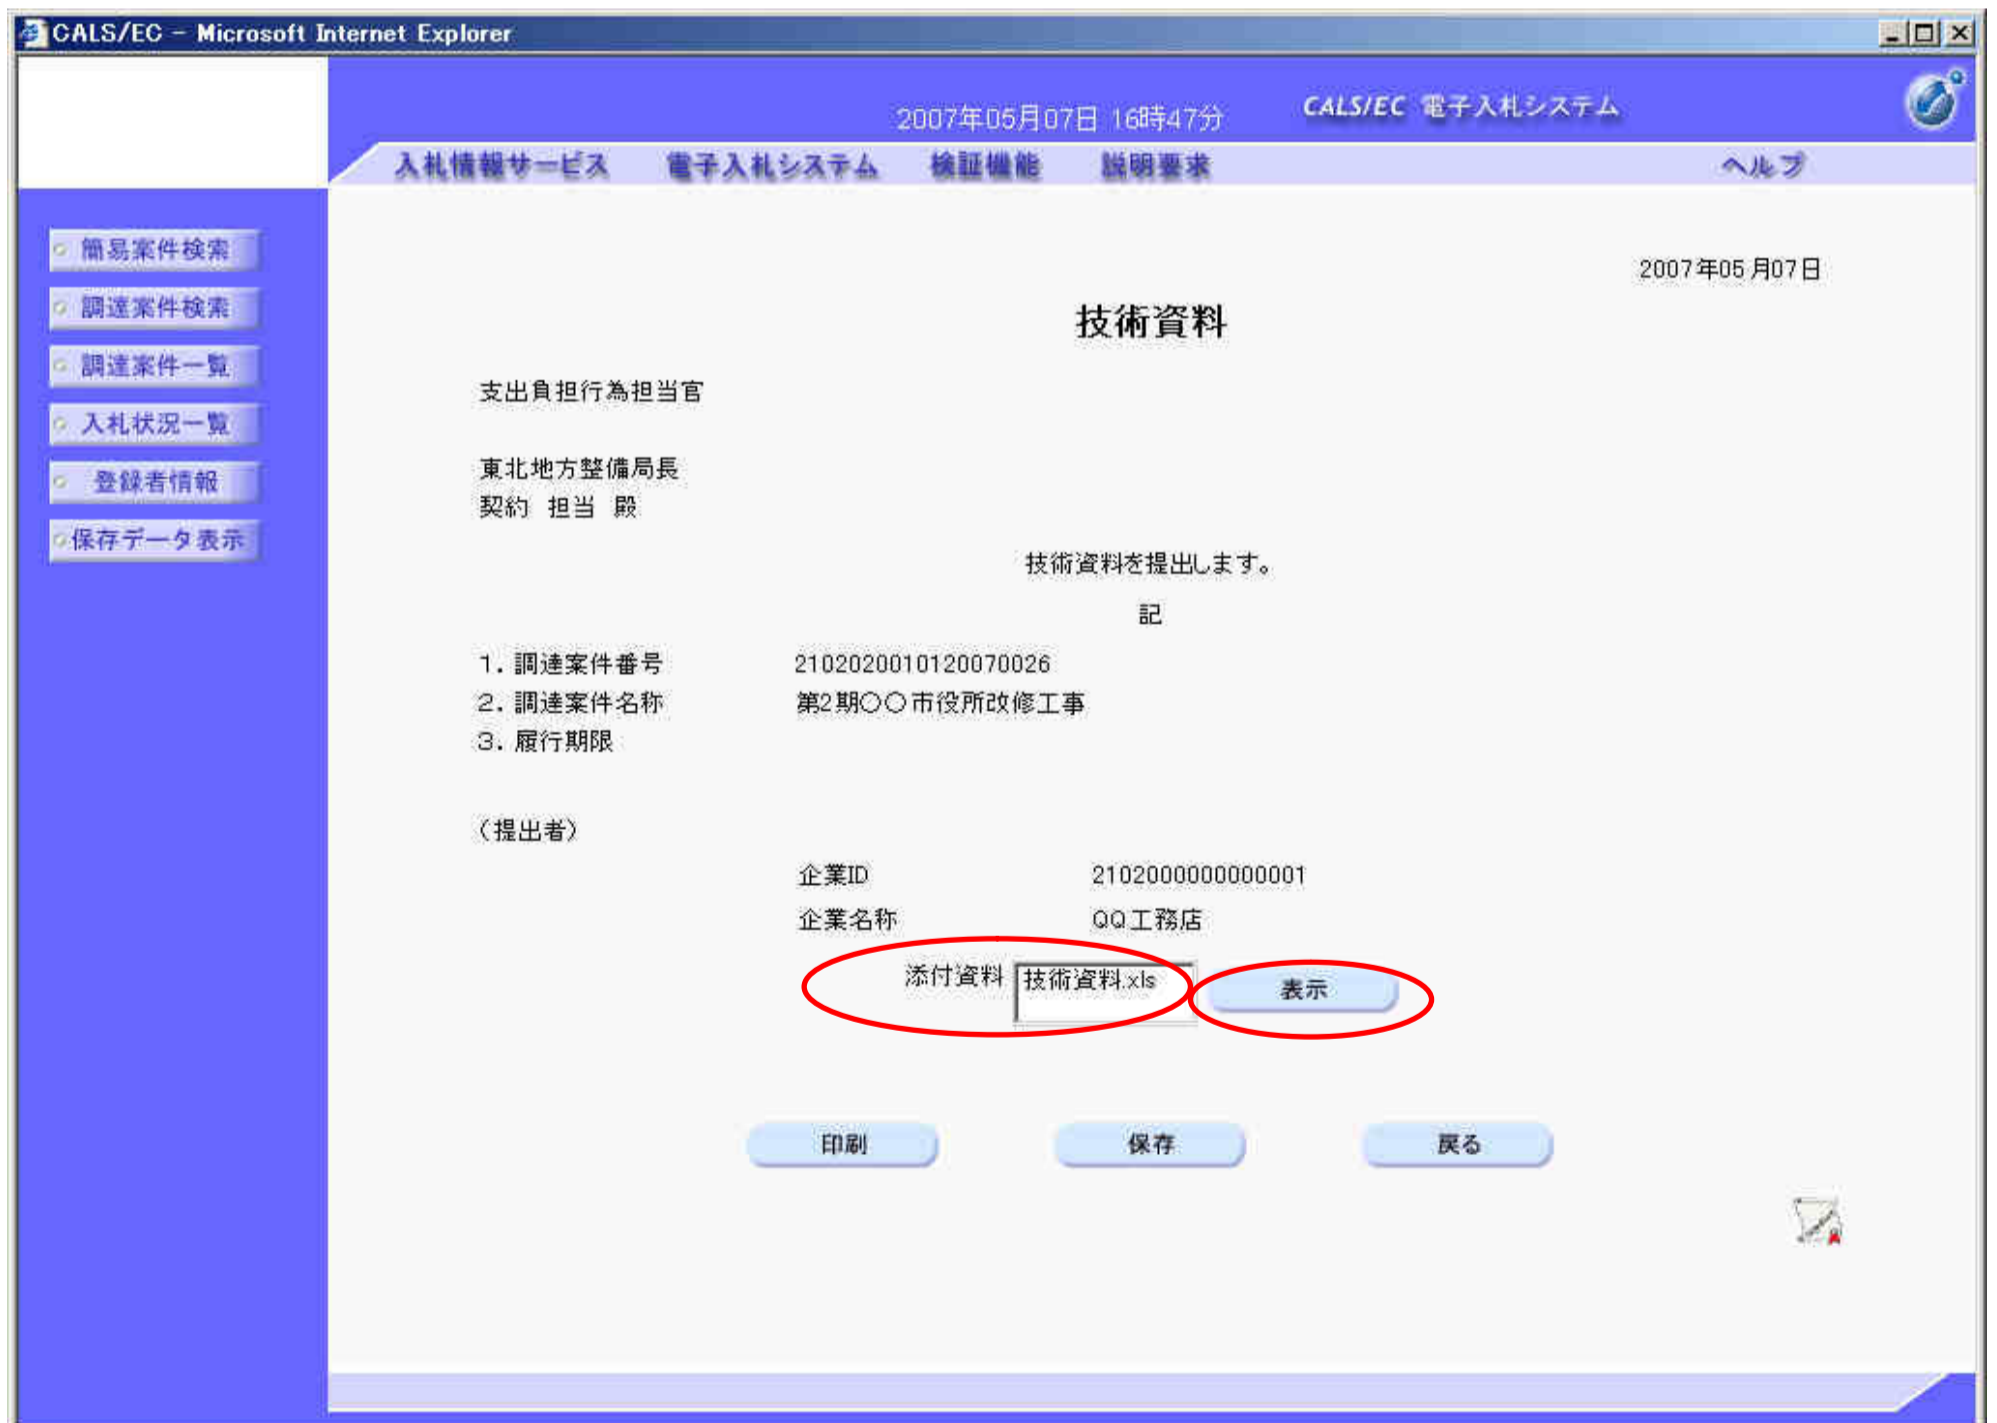 CALS/EC - Microsoft Internet Explorer
2007年05月07日 16時47分
CALS/EC 電子入札システム
入札情報サービス 電子入札システム 検証機能 説明要求 ヘルプ
簡易案件検索
調達案件検索
調達案件一覧
入札状況一覧
登録者情報
保存データ表示
2007年05月07日
技術資料
支出負担行為担当官
東北地方整備局長
契約 担当 殿
技術資料を提出します。
記
1. 調達案件番号 2102020010120070026
2. 調達案件名称 第2期〇〇市役所改修工事
3. 履行期限
（提出者）
企業ID 2102000000000001
企業名称 QQ工務店
添付資料 技術資料.xls 表示
印刷 保存 戻る